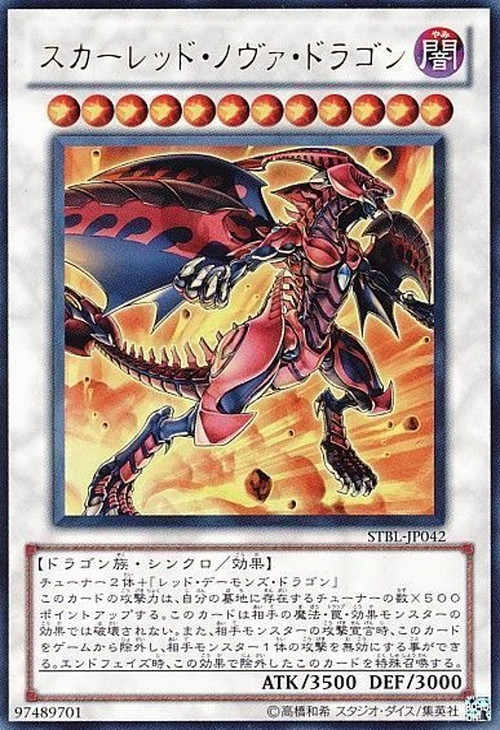 スカーレッド・ノヴァ・ドラゴン
闇
STBL-JP042
【ドラゴン族・シンクロ／効果】
チューナー２体＋「レッド・デーモンズ・ドラゴン」
このカードの攻撃力は、自分の墓地に存在するチューナーの数×５００
ポイントアップする。このカードは相手の魔法・罠・効果モンスターの
効果では破壊されない。また、相手モンスターの攻撃宣言時、このカード
をゲームから除外し、相手モンスター１体の攻撃を無効にする事ができ
る。エンドフェイズ時、この効果で除外したこのカードを特殊召喚する。
ATK/3500 DEF/3000
97489701 ©高橋和希 スタジオ・ダイス/集英社